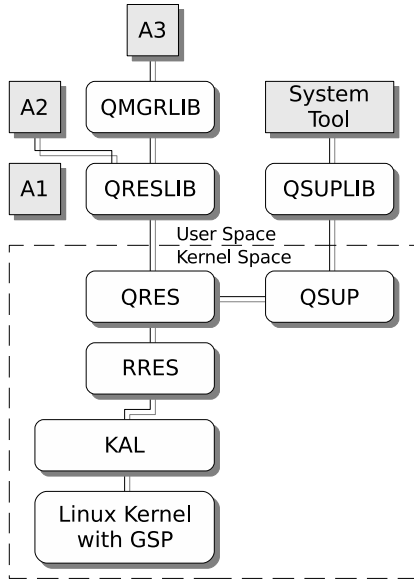 A3
A2
QMGRLIB
System
Tool
A1
QRESLIB
QSUPLIB
User Space
Kernel Space
QRES
QSUP
RRES
KAL
Linux Kernel
with GSP